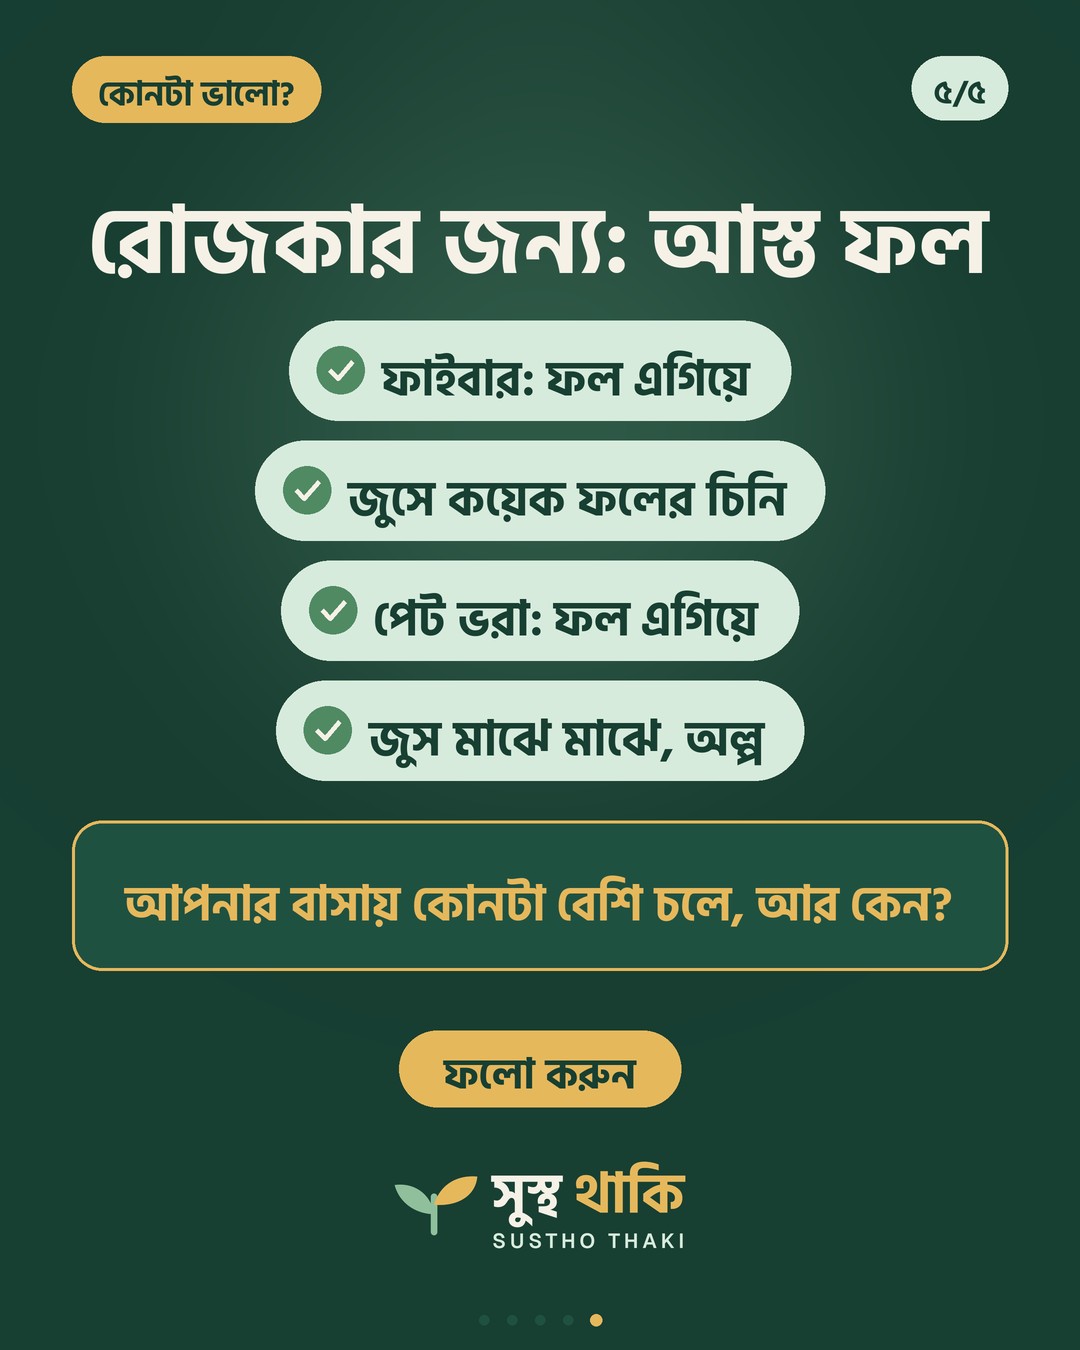 কোনটা ভালো?
৫/৫
রোজকার জন্য: আস্ত ফল
ফাইবার: ফল এগিয়ে
জুসে কয়েক ফলের চিনি
পেট ভরা: ফল এগিয়ে
জুস মাঝে মাঝে, অল্প
আপনার বাসায় কোনটা বেশি চলে, আর কেন?
ফলো করুন
সুস্থ থাকি
SUSTHO THAKI